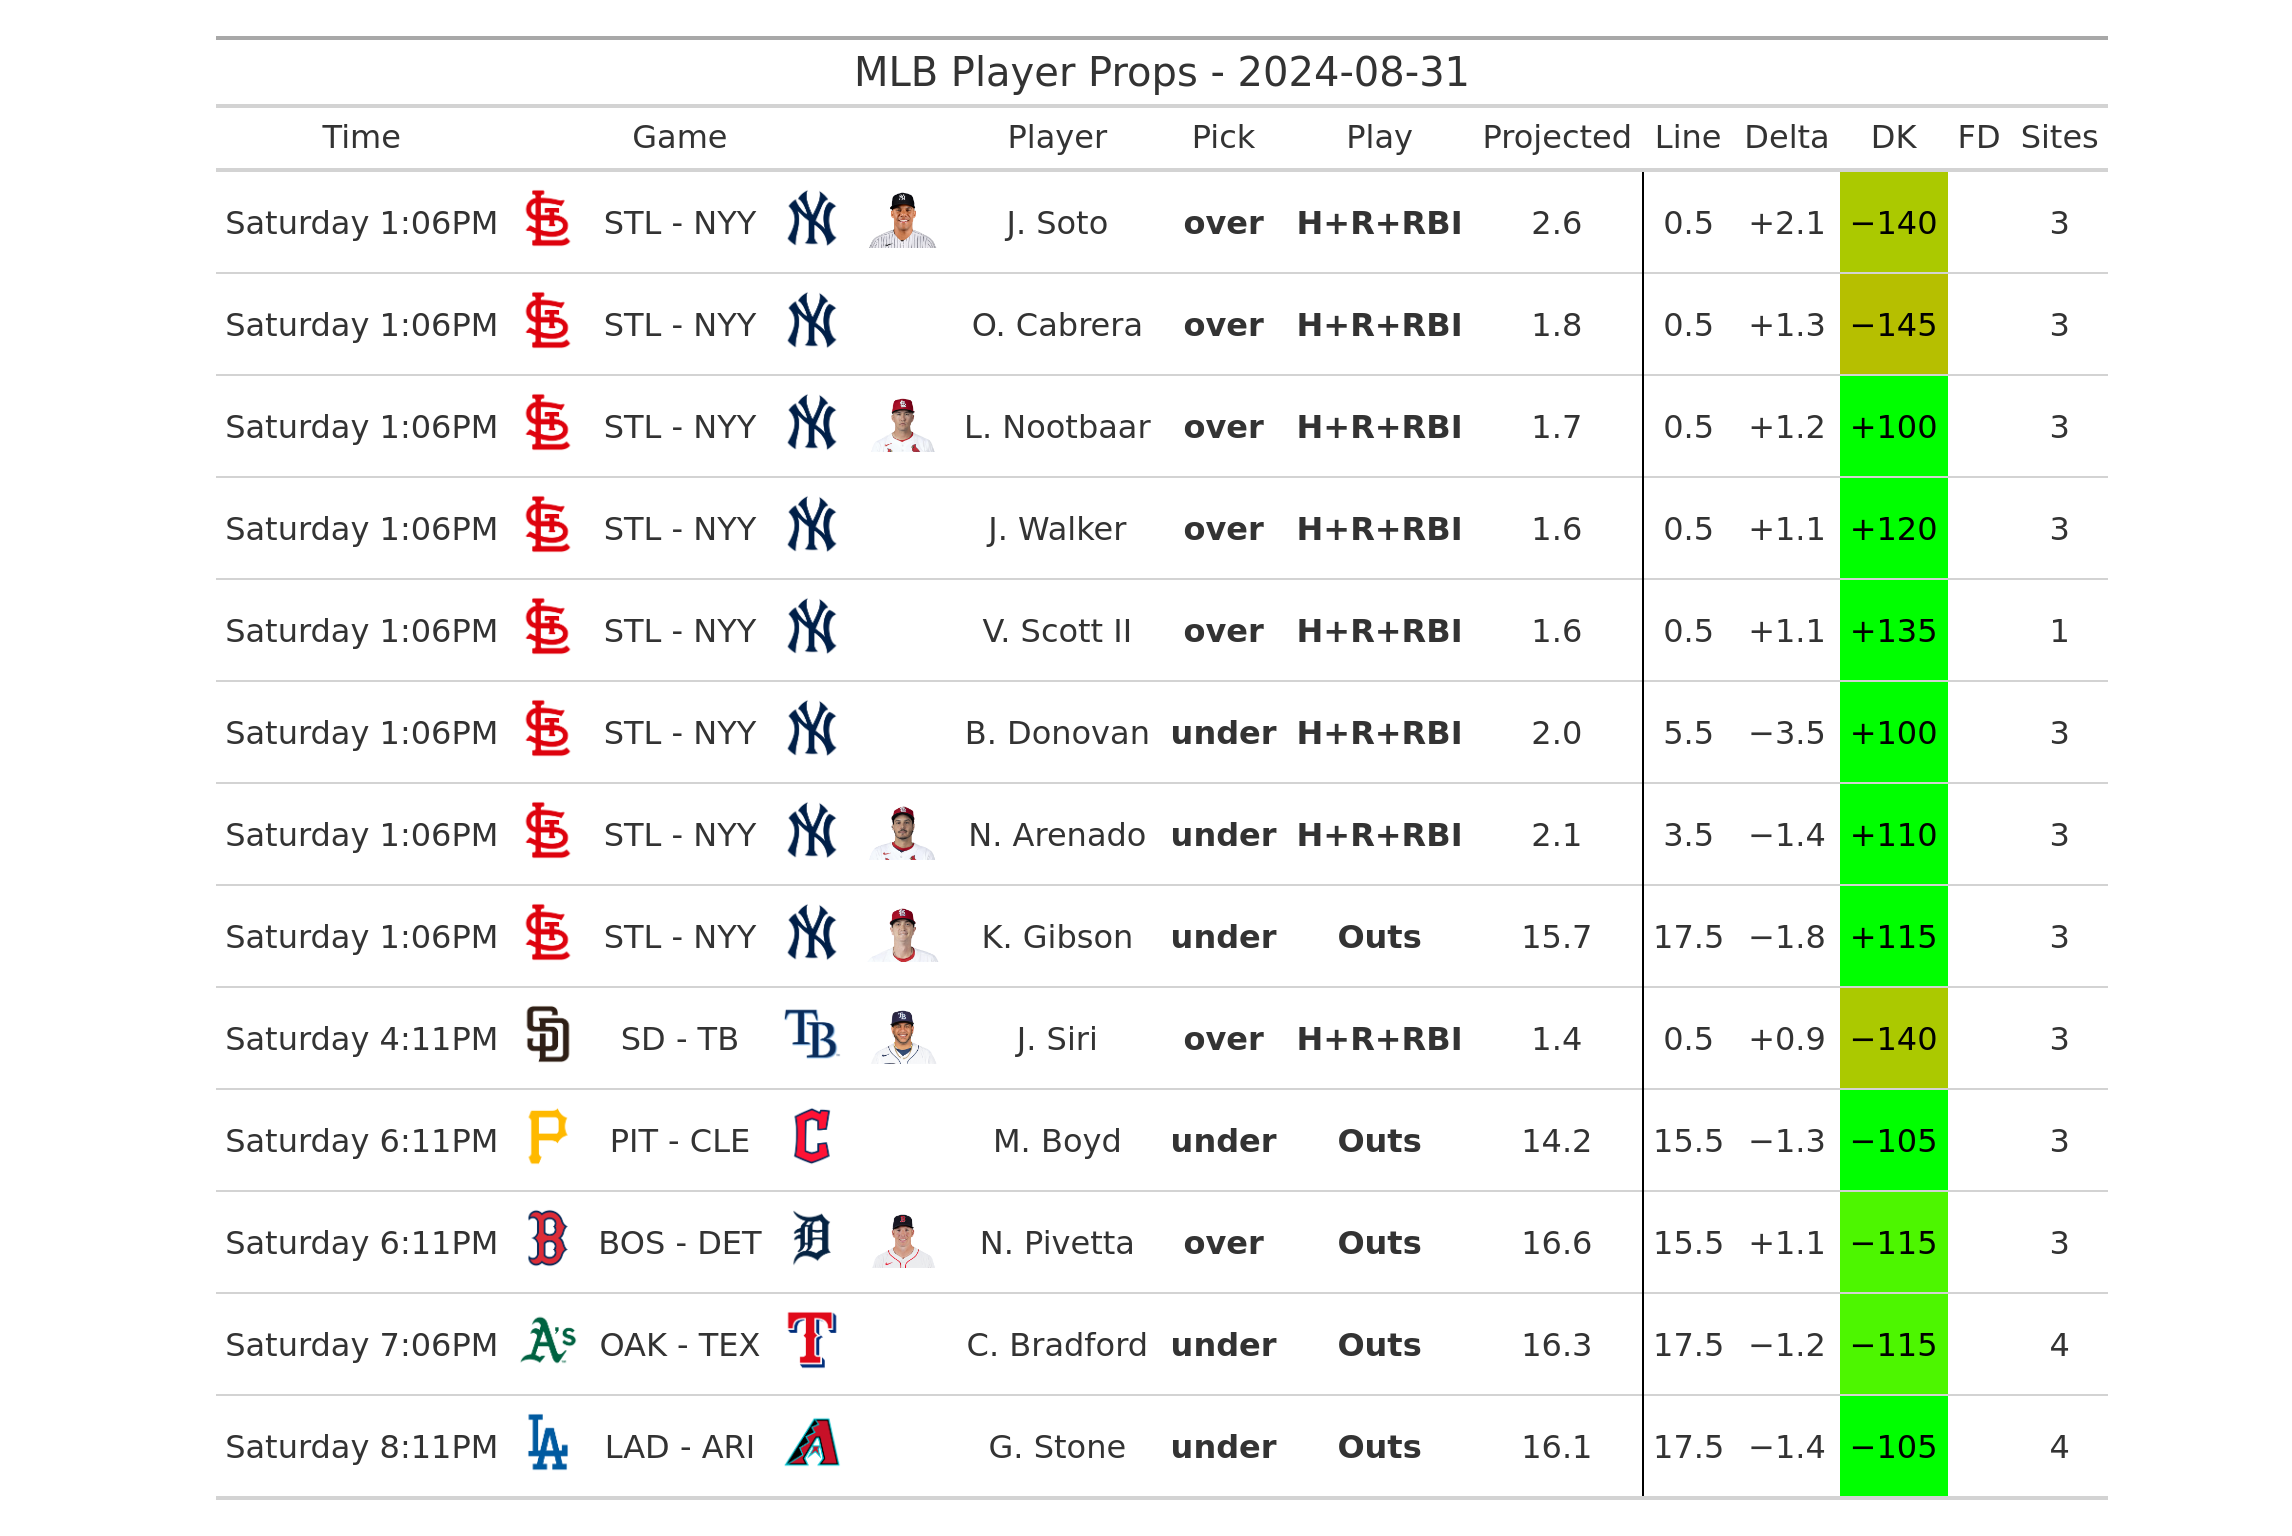 MLB Player Props - 2024-08-31
Time Game Player Pick Play Projected Line Delta DK FD Sites
Saturday 1:06PM STL - NYY J. Soto over H+R+RBI 2.6 0.5 +2.1 −140 3
Saturday 1:06PM STL - NYY O. Cabrera over H+R+RBI 1.8 0.5 +1.3 −145 3
Saturday 1:06PM STL - NYY L. Nootbaar over H+R+RBI 1.7 0.5 +1.2 +100 3
Saturday 1:06PM STL - NYY J. Walker over H+R+RBI 1.6 0.5 +1.1 +120 3
Saturday 1:06PM STL - NYY V. Scott II over H+R+RBI 1.6 0.5 +1.1 +135 1
Saturday 1:06PM STL - NYY B. Donovan under H+R+RBI 2.0 5.5 −3.5 +100 3
Saturday 1:06PM STL - NYY N. Arenado under H+R+RBI 2.1 3.5 −1.4 +110 3
Saturday 1:06PM STL - NYY K. Gibson under Outs 15.7 17.5 −1.8 +115 3
Saturday 4:11PM SD - TB J. Siri over H+R+RBI 1.4 0.5 +0.9 −140 3
Saturday 6:11PM PIT - CLE M. Boyd under Outs 14.2 15.5 −1.3 −105 3
Saturday 6:11PM BOS - DET N. Pivetta over Outs 16.6 15.5 +1.1 −115 3
Saturday 7:06PM OAK - TEX C. Bradford under Outs 16.3 17.5 −1.2 −115 4
Saturday 8:11PM LAD - ARI G. Stone under Outs 16.1 17.5 −1.4 −105 4